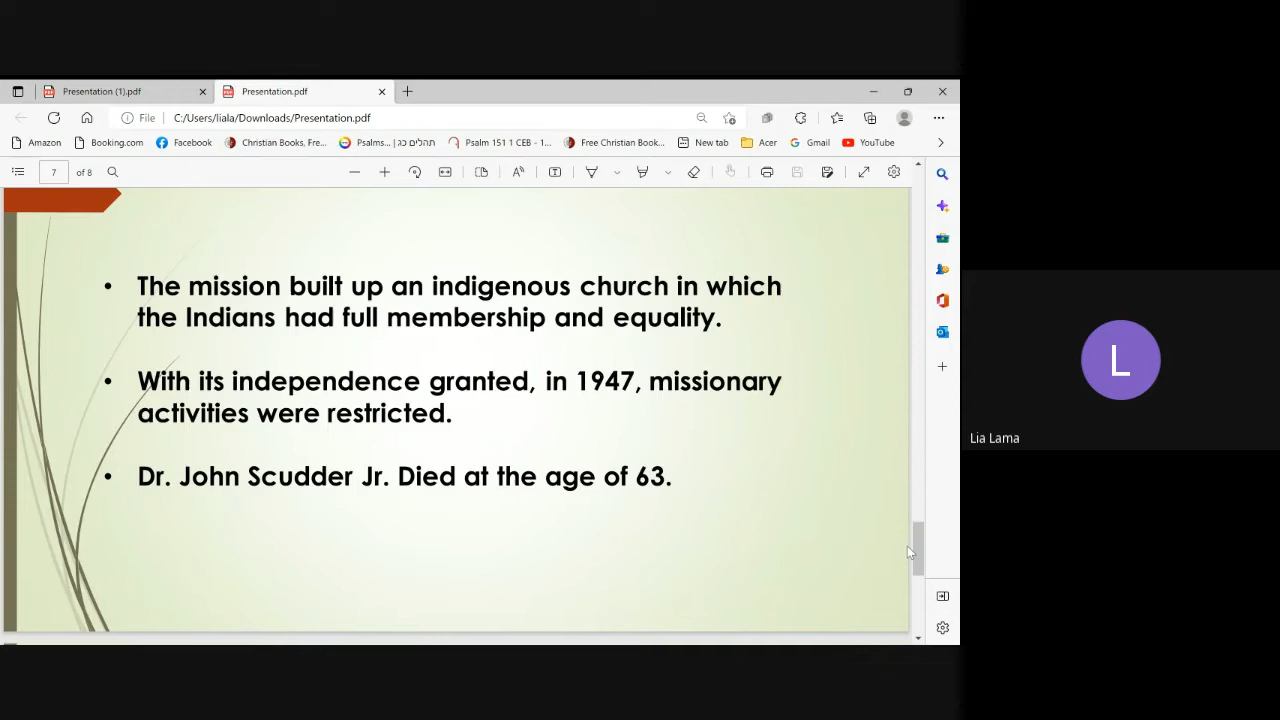 Presentation (1).pdf
Presentation.pdf
File
C:/Users/liala/Downloads/Presentation.pdf
Amazon
Booking.com
Facebook
Christian Books, Fre...
Psalms... | תהלים כג
Psalm 151 1 CEB - 1...
Free Christian Book...
New tab
Acer
Gmail
YouTube
7 of 8
• The mission built up an indigenous church in which
the Indians had full membership and equality.
• With its independence granted, in 1947, missionary
activities were restricted.
• Dr. John Scudder Jr. Died at the age of 63.
L
Lia Lama